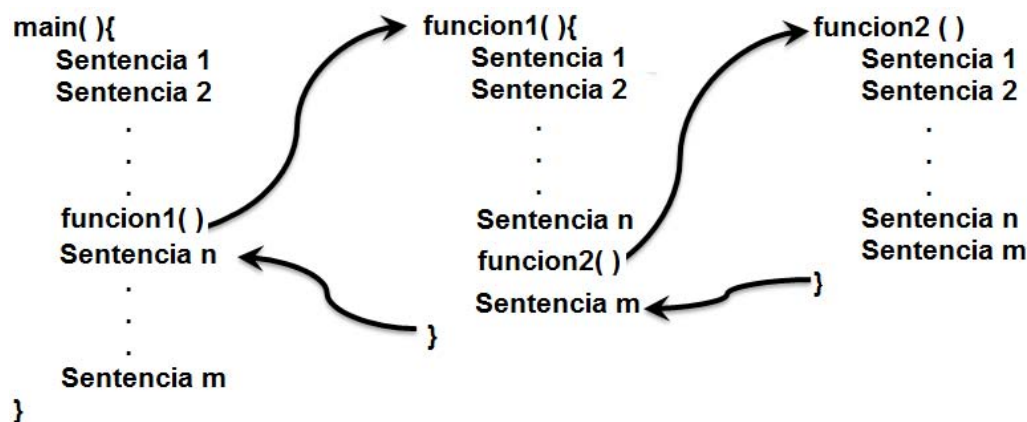 main( ){
Sentencia 1
Sentencia 2
.
.
.
funcion1( )
Sentencia n
.
.
.
Sentencia m
}
funcion1( ){
Sentencia 1
Sentencia 2
.
.
.
Sentencia n
funcion2( )
Sentencia m
}
funcion2 ( )
Sentencia 1
Sentencia 2
.
.
.
Sentencia n
Sentencia m
}